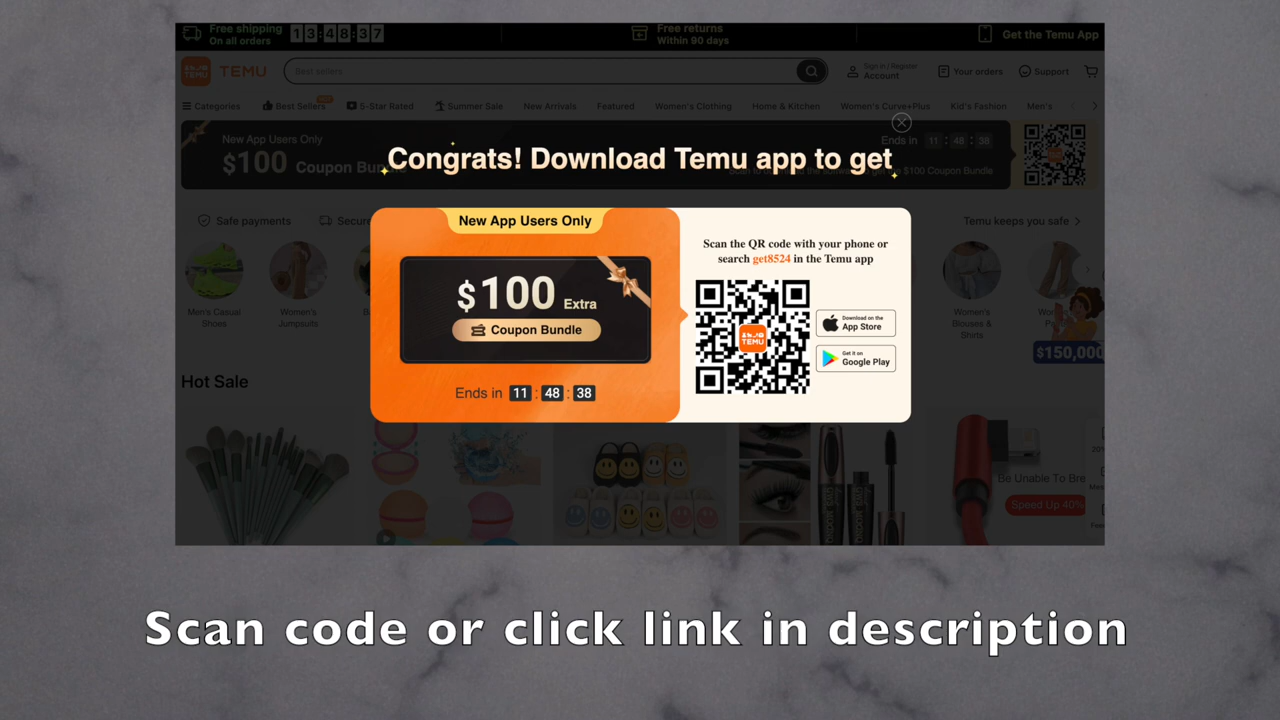 Free shipping
On all orders
13:48:37
Free returns
Within 90 days
Get the Temu App
TEMU
TEMU
Best sellers
Sign in / Register
Account
Your orders
Support
Categories
Best Sellers
5-Star Rated
Summer Sale
New Arrivals
Featured
Women's Clothing
Home & Kitchen
Women's Curve+Plus
Kid's Fashion
Men's
New App Users Only
$100 Coupon
Ends in 11 : 48 : 38
$100 Coupon Bundle
Congrats! Download Temu app to get
Safe payments
Temu keeps you safe
New App Users Only
$100 Extra
Coupon Bundle
Ends in 11 : 48 : 38
Scan the QR code with your phone or
search get8524 in the Temu app
TEMU
Download on the
App Store
Get it on
Google Play
Men's Casual
Shoes
Women's
Jumpsuits
Women's
Blouses &
Shirts
$150,000
Hot Sale
Be Unable To Bre
Speed Up 40%
Scan code or click link in description